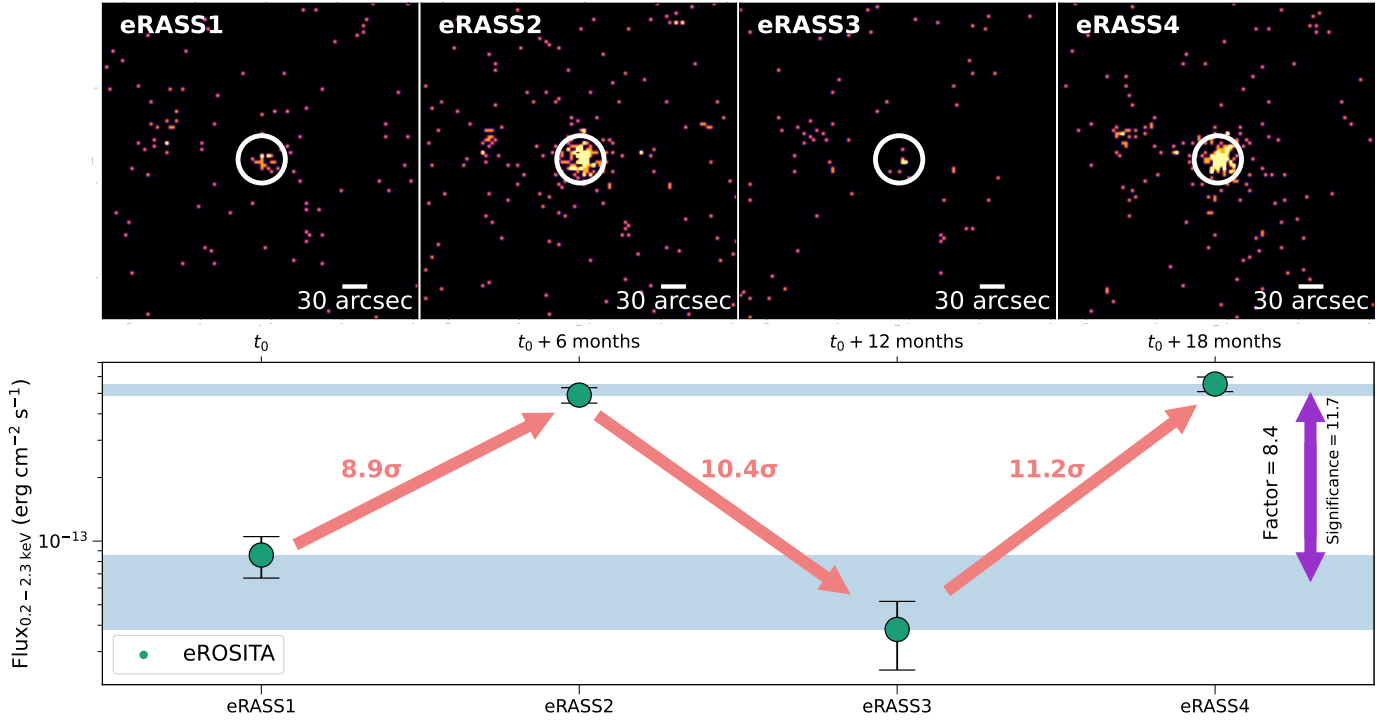 eRASS1
eRASS2
eRASS3
eRASS4
30 arcsec
30 arcsec
30 arcsec
30 arcsec
t₀
t₀ + 6 months
t₀ + 12 months
t₀ + 18 months
Flux₀.₂ ₋ ₂.₃ keV (erg cm⁻² s⁻¹)
10⁻¹³
8.9σ
10.4σ
11.2σ
Factor = 8.4
Significance = 11.7
eROSITA
eRASS1
eRASS2
eRASS3
eRASS4